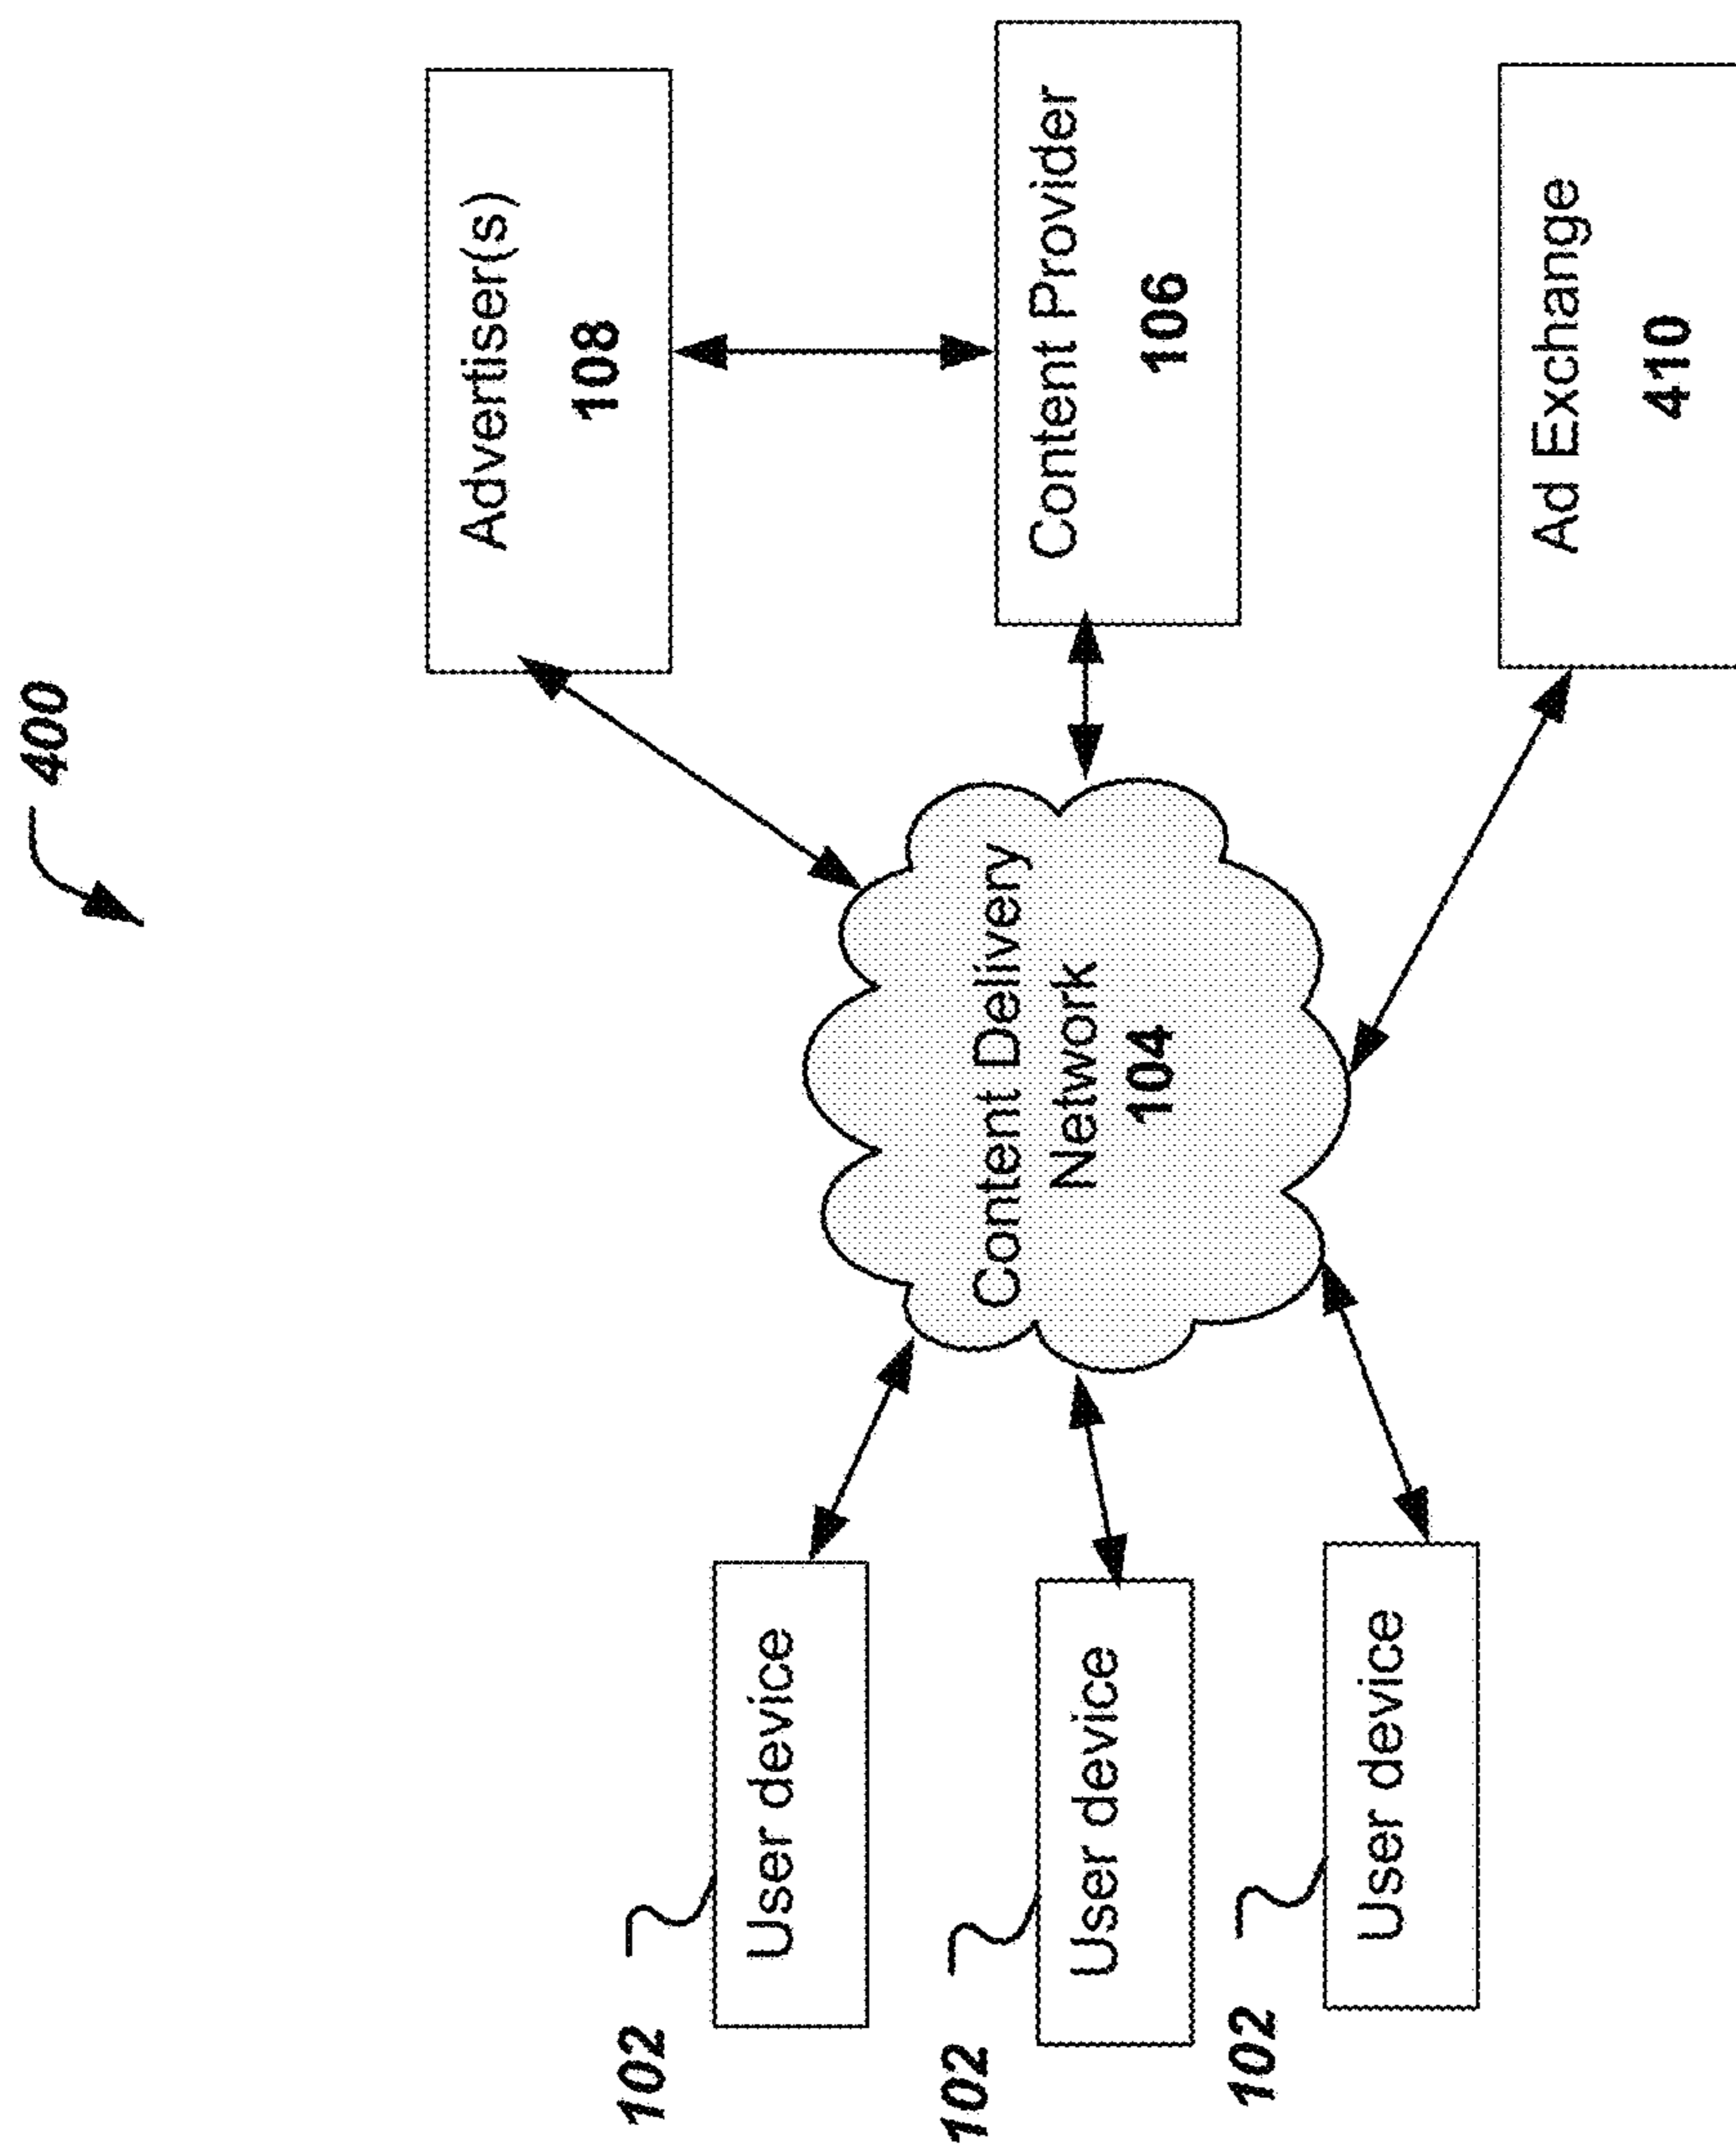 400
Advertiser(s)
108
Content Provider
106
Ad Exchange
410
Content Delivery
Network
104
102
User device
102
User device
102
User device